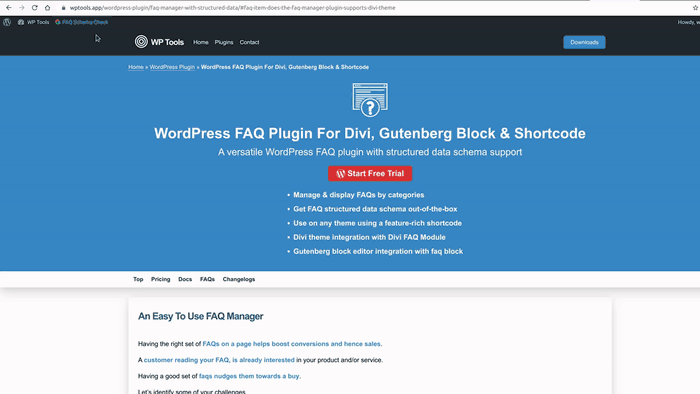 wptools.app/wordpress-plugin/faq-manager-with-structured-data/#faq-item-does-the-faq-manager-plugin-supports-divi-theme
WP Tools FAQ Schema Check
Howdy, w
WP Tools Home Plugins Contact Downloads
Home » WordPress Plugin » WordPress FAQ Plugin For Divi, Gutenberg Block & Shortcode
WordPress FAQ Plugin For Divi, Gutenberg Block & Shortcode
A versatile WordPress FAQ plugin with structured data schema support
Start Free Trial
• Manage & display FAQs by categories
• Get FAQ structured data schema out-of-the-box
• Use on any theme using a feature-rich shortcode
• Divi theme integration with Divi FAQ Module
• Gutenberg block editor integration with faq block
Top Pricing Docs FAQs Changelogs
An Easy To Use FAQ Manager
Having the right set of FAQs on a page helps boost conversions and hence sales.
A customer reading your FAQ, is already interested in your product and/or service.
Having a good set of faqs nudges them towards a buy.
Let's identify some of your challenges.